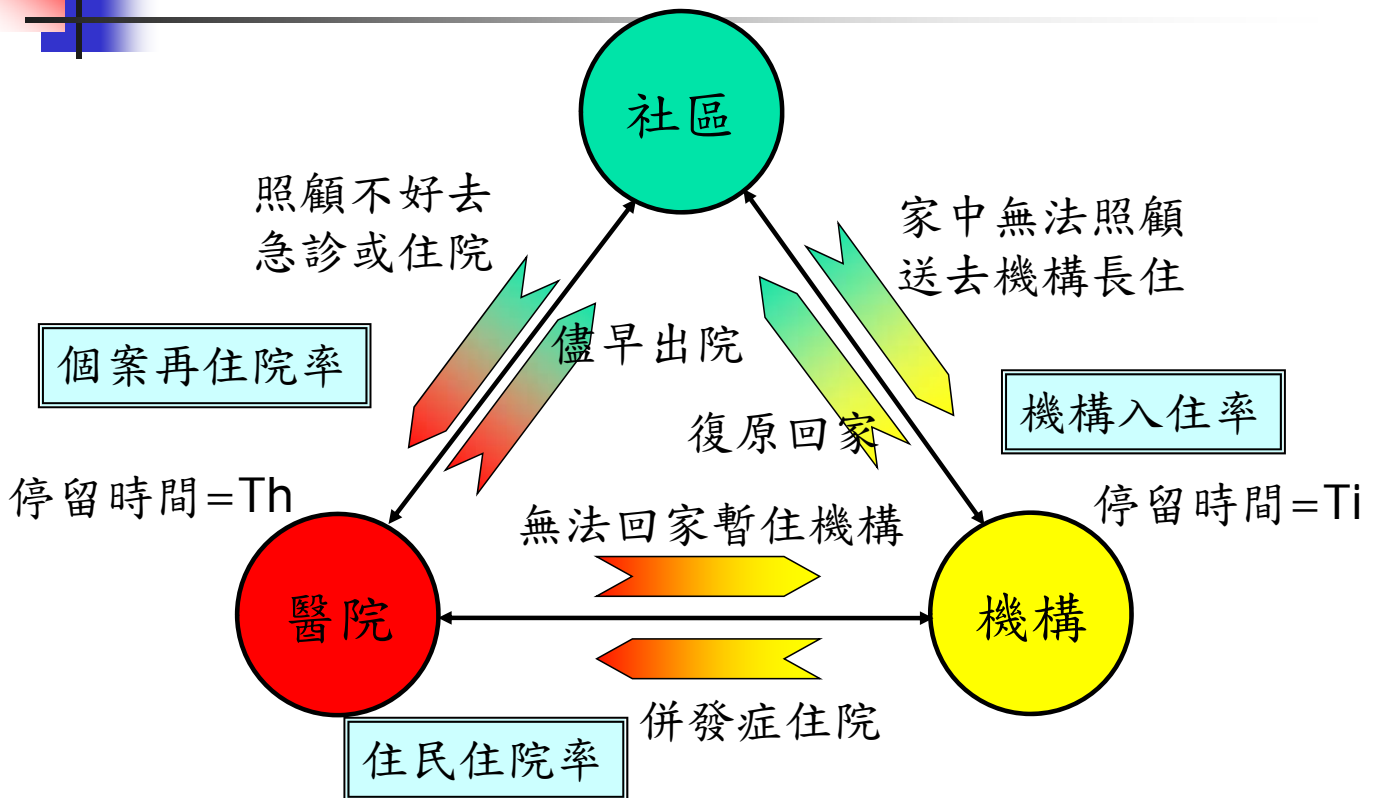 社區
照顧不好去
急診或住院
家中無法照顧
送去機構長住
儘早出院
個案再住院率
復原回家
機構入住率
停留時間=Th
停留時間=Ti
無法回家暫住機構
醫院
機構
併發症住院
住民住院率